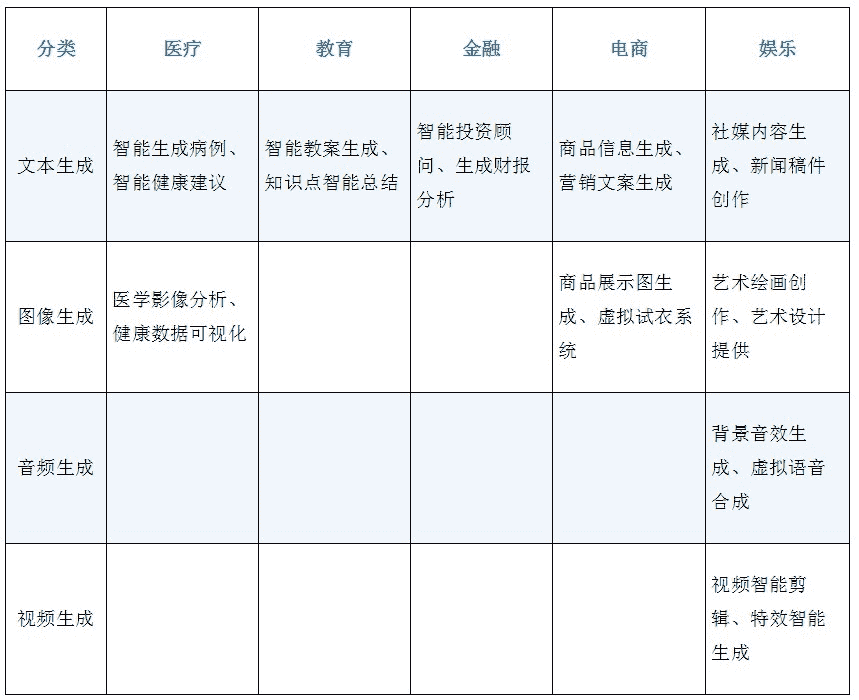 分类
医疗
教育
金融
电商
娱乐
文本生成
智能生成病例、
智能健康建议
智能教案生成、
知识点智能总结
智能投资顾
问、生成财报
分析
商品信息生成、
营销文案生成
社媒内容生
成、新闻稿件
创作
图像生成
医学影像分析、
健康数据可视化
商品展示图生
成、虚拟试衣系
统
艺术绘画创
作、艺术设计
提供
音频生成
背景音效生
成、虚拟语音
合成
视频生成
视频智能剪
辑、特效智能
生成